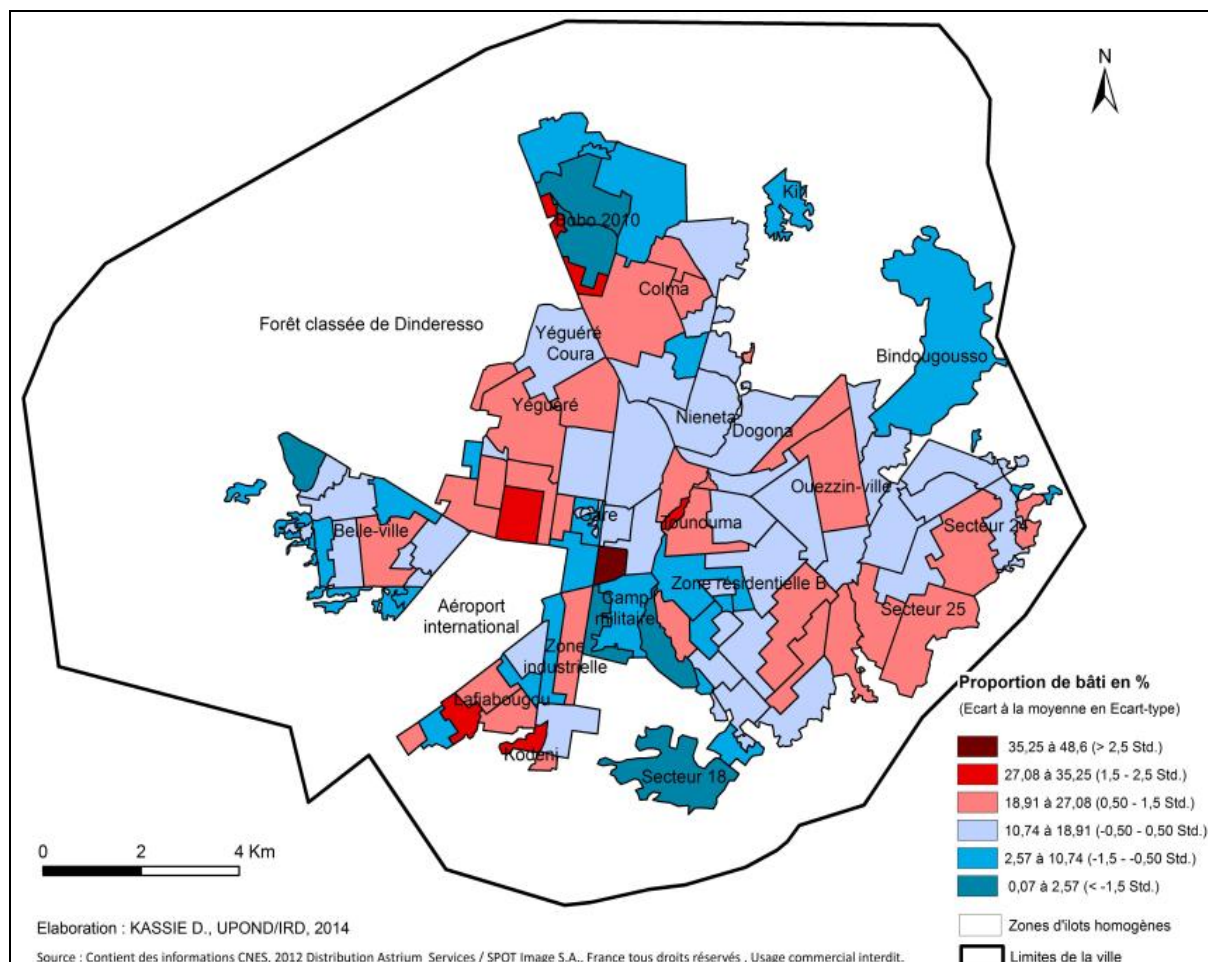 N
Kiri
Bobo 2010
Colma
Forêt classée de Dinderesso
Yéguéré
Coura
Bindougousso
Yéguéré
Nieneta
Dogona
Ouezzin-ville
Gare
Tounouma
Secteur 24
Belle-ville
Zone résidentielle B
Camp
militaire
Secteur 25
Aéroport
international
Zone
industrielle
Lafiabougou
Kodeni
Secteur 18
Proportion de bâti en %
(Ecart à la moyenne en Ecart-type)
35,25 à 48,6 (> 2,5 Std.)
27,08 à 35,25 (1,5 - 2,5 Std.)
18,91 à 27,08 (0,50 - 1,5 Std.)
10,74 à 18,91 (-0,50 - 0,50 Std.)
2,57 à 10,74 (-1,5 - -0,50 Std.)
0,07 à 2,57 (< -1,5 Std.)
Zones d'ilots homogènes
Limites de la ville
0 2 4 Km
Elaboration : KASSIE D., UPOND/IRD, 2014
Source : Contient des informations CNES, 2012 Distribution Astrium Services / SPOT Image S.A., France tous droits réservés . Usage commercial interdit.